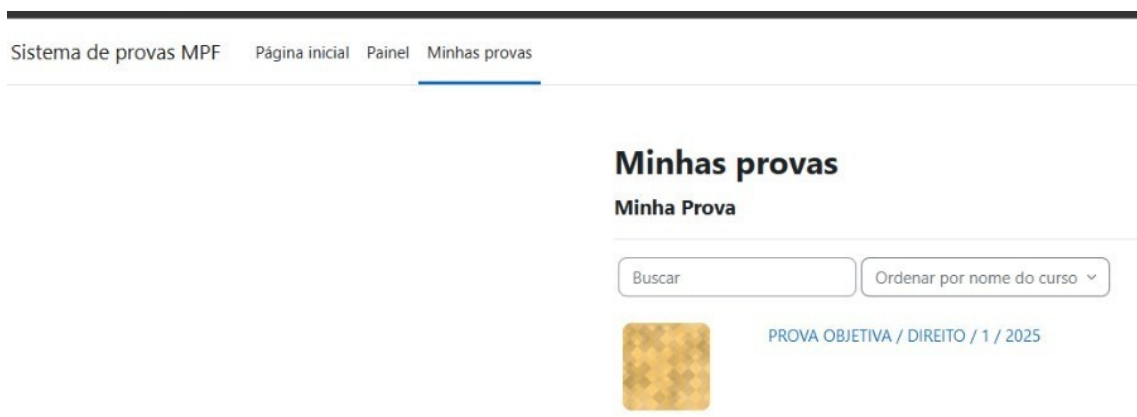 Sistema de provas MPF Página inicial Painel Minhas provas
Minhas provas
Minha Prova
Buscar Ordenar por nome do curso
PROVA OBJETIVA / DIREITO / 1 / 2025